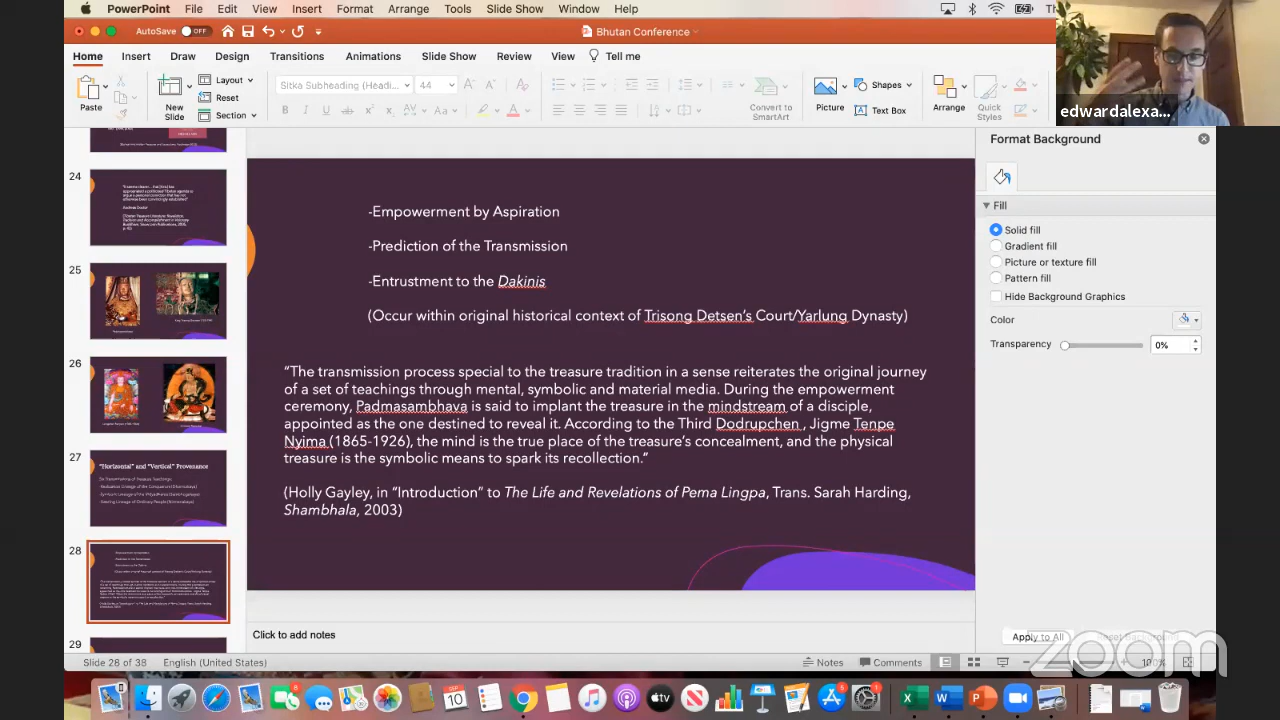 PowerPoint File Edit View Insert Format Arrange Tools Slide Show Window Help
AutoSave OFF
Bhutan Conference
Home Insert Draw Design Transitions Animations Slide Show Review View Tell me
Paste
New Slide
Layout
Reset
Section
Sitka Subheading (Headi... 44
Convert to SmartArt
Picture
Shapes
Text Box
Arrange
Quick Styles
edwardalexa...
24
25
26
27
"Horizontal" and "Vertical" Provenance
28
29
-Empowerment by Aspiration
-Prediction of the Transmission
-Entrustment to the Dakinis
(Occur within original historical context of Trisong Detsen's Court/Yarlung Dynasty)
“The transmission process special to the treasure tradition in a sense reiterates the original journey
of a set of teachings through mental, symbolic and material media. During the empowerment
ceremony, Padmasambhava is said to implant the treasure in the mindstream of a disciple,
appointed as the one destined to reveal it. According to the Third Dodrupchen , Jigme Tenpe
Nyima (1865-1926), the mind is the true place of the treasure’s concealment, and the physical
treasure is the symbolic means to spark its recollection.”
(Holly Gayley, in “Introduction” to The Life and Revelations of Pema Lingpa, Trans. Sarah Harding,
Shambhala, 2003)
Format Background
Fill
Solid fill
Gradient fill
Picture or texture fill
Pattern fill
Hide Background Graphics
Color
Transparency 0%
Apply to All
Click to add notes
Slide 28 of 38 English (United States)
Notes Comments 100%
zoom